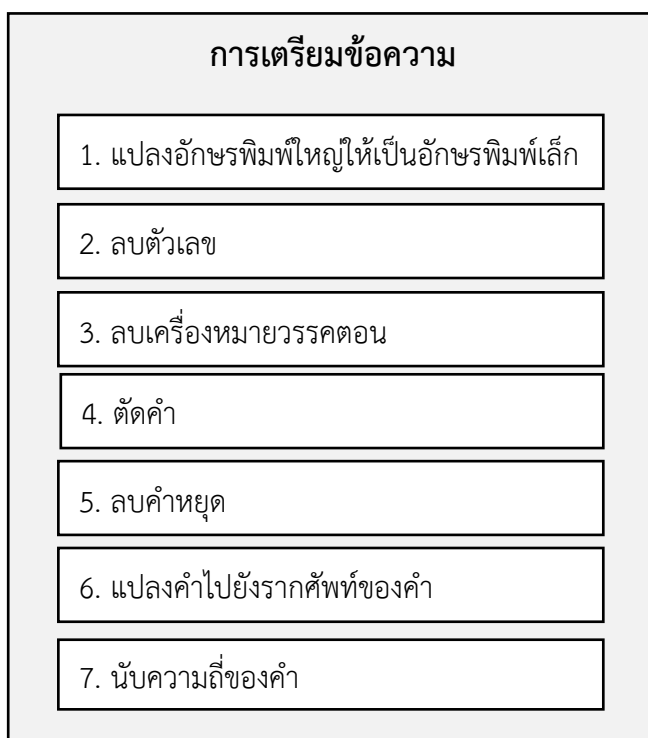 การเตรียมข้อความ
1. แปลงอักษรพิมพ์ใหญ่ให้เป็นอักษรพิมพ์เล็ก
2. ลบตัวเลข
3. ลบเครื่องหมายวรรคตอน
4. ตัดคำ
5. ลบคำหยุด
6. แปลงคำไปยังรากศัพท์ของคำ
7. นับความถี่ของคำ